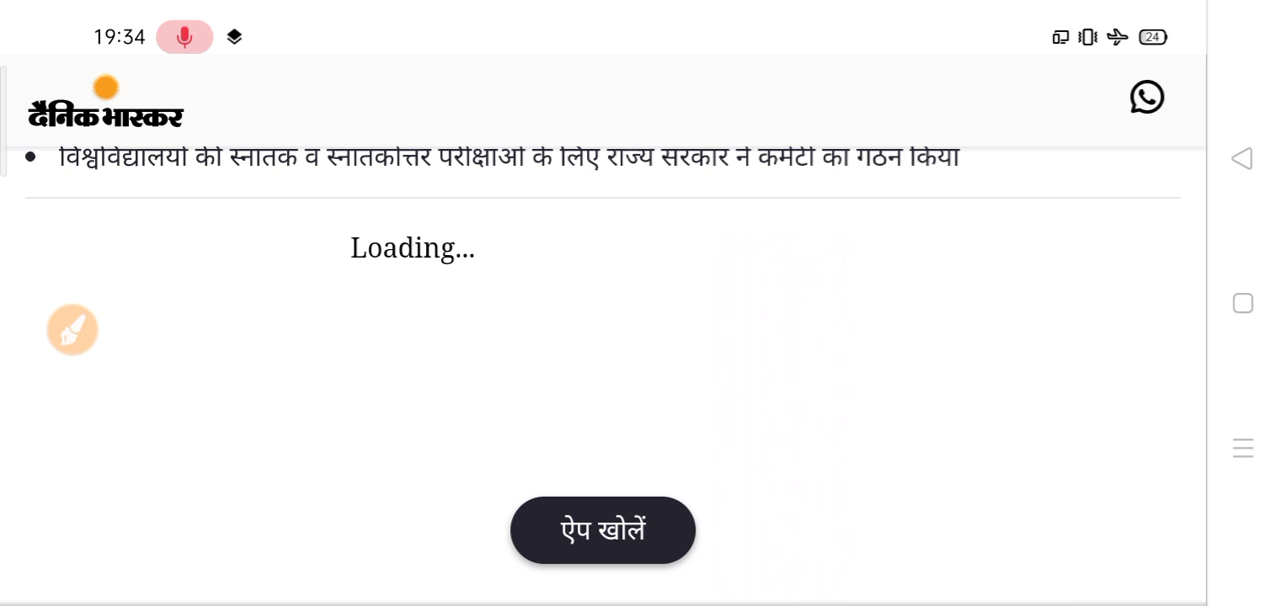 19:34
24
दैनिक भास्कर
• विश्वविद्यालयों की स्नातक व स्नातकोत्तर परीक्षाओं के लिए राज्य सरकार ने कमेटी का गठन किया
Loading...
ऐप खोलें